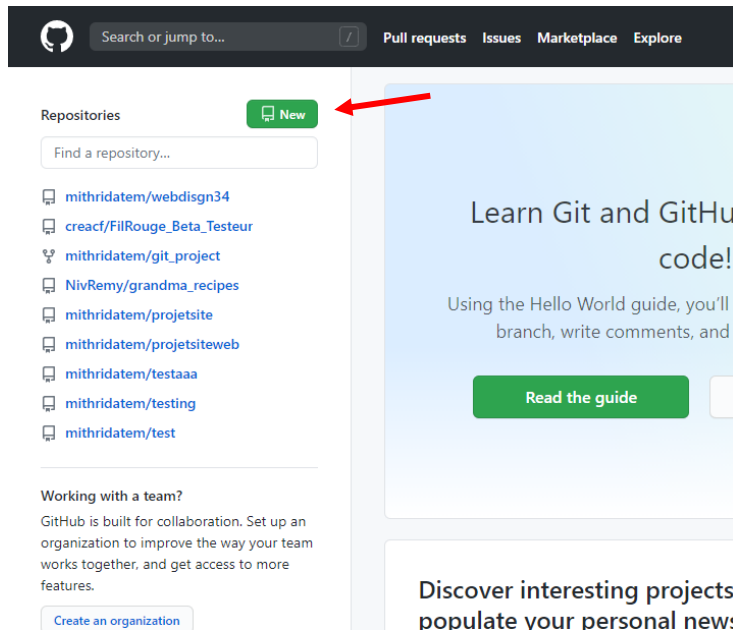 Search or jump to... /
Pull requests Issues Marketplace Explore
Repositories
New
Find a repository...
mithridatem/webdisgn34
creacf/FilRouge_Beta_Testeur
mithridatem/git_project
NivRemy/grandma_recipes
mithridatem/projetsite
mithridatem/projetsiteweb
mithridatem/testaaa
mithridatem/testing
mithridatem/test
Working with a team?
GitHub is built for collaboration. Set up an
organization to improve the way your team
works together, and get access to more
features.
Create an organization
Learn Git and GitHu
code!
Using the Hello World guide, you'll
branch, write comments, and
Read the guide
Discover interesting projects
populate your personal news